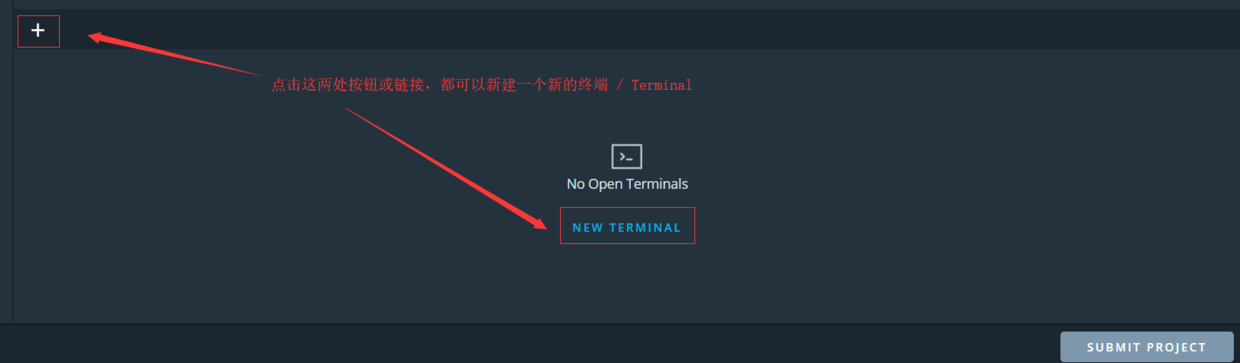 +
点击这两处按钮或链接，都可以新建一个新的终端 / Terminal
>_
No Open Terminals
NEW TERMINAL
SUBMIT PROJECT